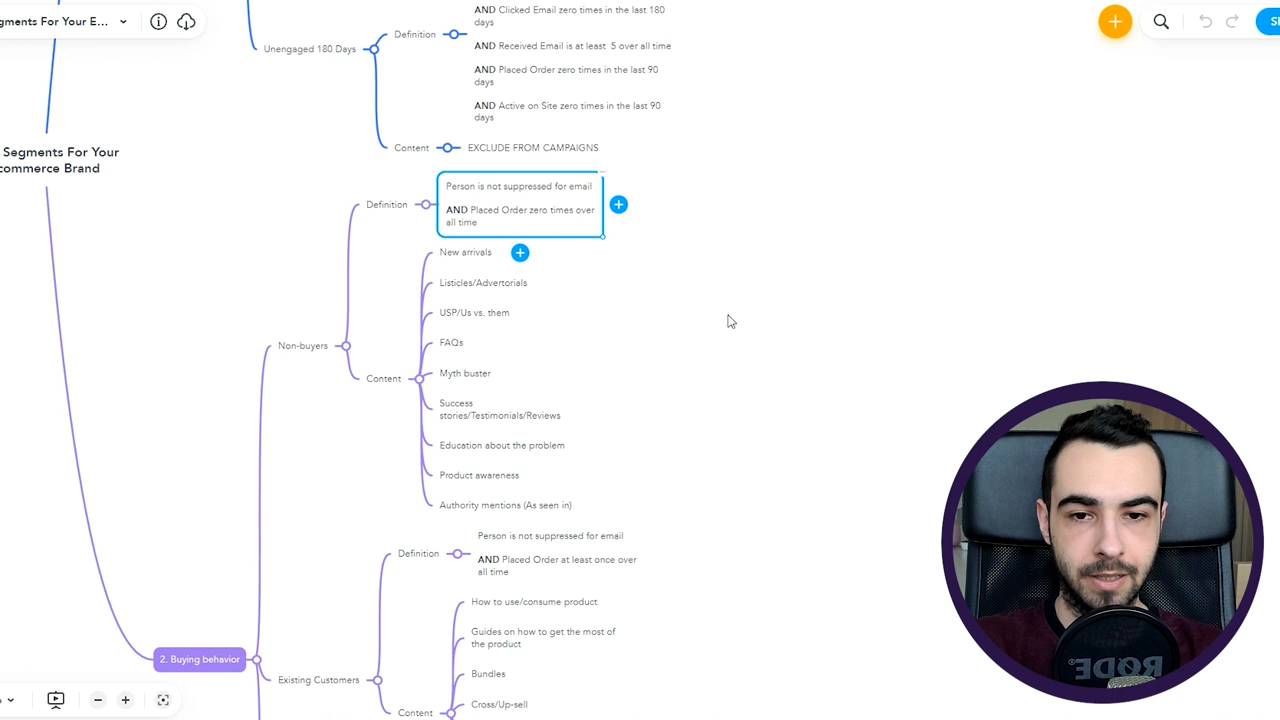 gments For Your E...
AND Clicked Email zero times in the last 180
days
Definition
Unengaged 180 Days
AND Received Email is at least 5 over all time
AND Placed Order zero times in the last 90
days
AND Active on Site zero times in the last 90
days
Content
EXCLUDE FROM CAMPAIGNS
Segments For Your
commerce Brand
Person is not suppressed for email
Definition
AND Placed Order zero times over
all time
New arrivals
Listicles/Advertorials
USP/Us vs. them
FAQs
Non-buyers
Myth buster
Content
Success
stories/Testimonials/Reviews
Education about the problem
Product awareness
Authority mentions (As seen in)
Person is not suppressed for email
Definition
AND Placed Order at least once over
all time
How to use/consume product
Guides on how to get the most of
the product
2. Buying behavior
Existing Customers
Bundles
Cross/Up-sell
Content
RODE